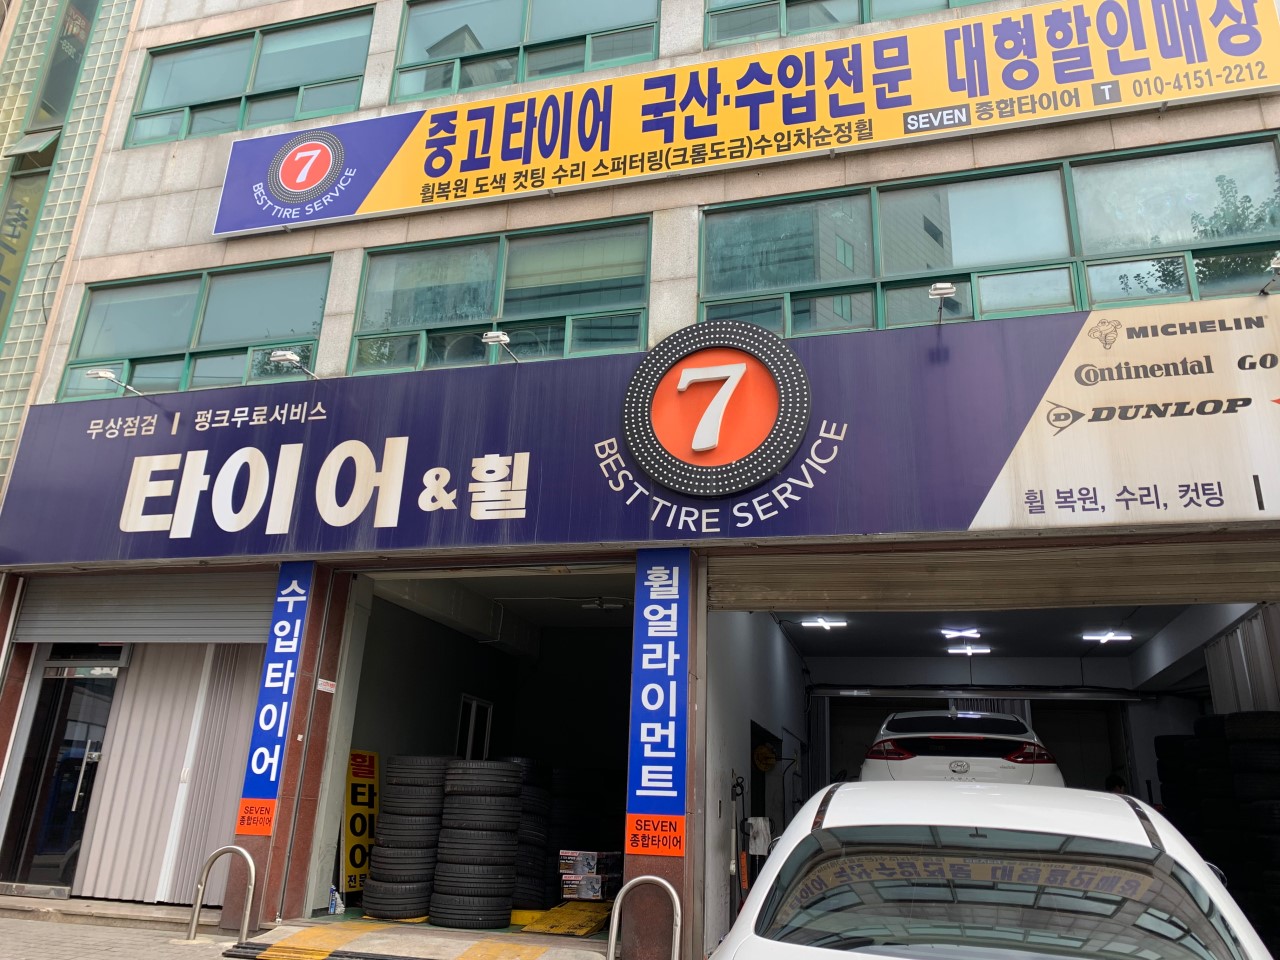 중고타이어 국산·수입전문 대형할인매장
휠복원 도색 컷팅 수리 스퍼터링(크롬도금)수입차순정휠
SEVEN 종합타이어 T 010-4151-2212
7
BEST TIRE SERVICE
무상점검 | 펑크무료서비스
타이어&휠
7
BEST TIRE SERVICE
MICHELIN
Continental GO
DUNLOP
휠 복원, 수리, 컷팅 |
수입타이어
SEVEN
종합타이어
휠얼라이먼트
SEVEN
종합타이어
휠
타이어
전문